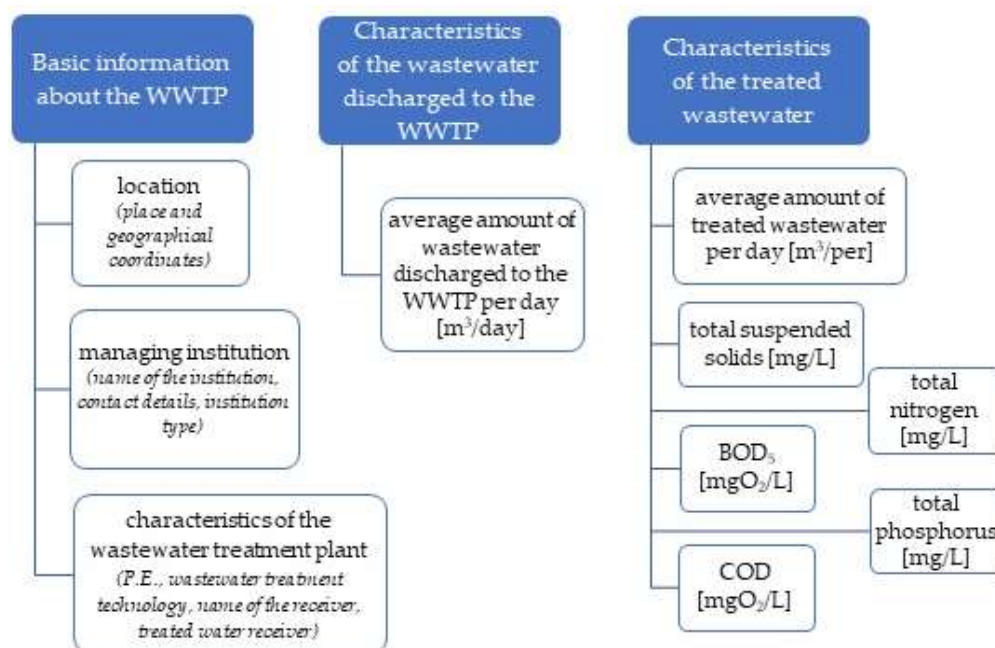 Basic information
about the WWTP
location
(place and
geographical
coordinates)
managing institution
(name of the institution,
contact details, institution
type)
characteristics of the
wastewater treatment plant
(P.E., wastewater treatment
technology, name of the receiver,
treated water receiver)
Characteristics
of the wastewater
discharged to the
WWTP
average amount of
wastewater
discharged to the
WWTP per day
[m³/day]
Characteristics
of the treated
wastewater
average amount of
treated wastewater
per day [m³/per]
total suspended
solids [mg/L]
total
nitrogen
[mg/L]
BOD₅
[mgO₂/L]
total
phosphorus
[mg/L]
COD
[mgO₂/L]